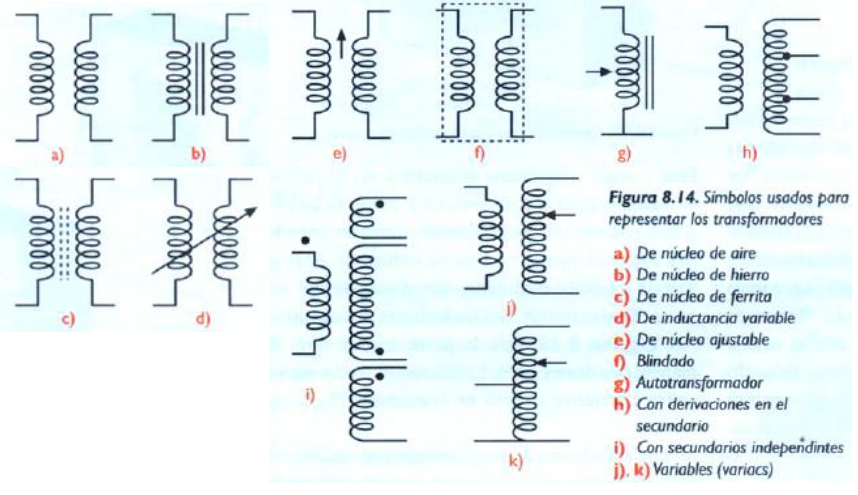 a)
b)
e)
f)
g)
h)
c)
d)
i)
j)
k)
Figura 8.14. Símbolos usados para
representar los transformadores
a) De núcleo de aire
b) De núcleo de hierro
c) De núcleo de ferrita
d) De inductancia variable
e) De núcleo ajustable
f) Blindado
g) Autotransformador
h) Con derivaciones en el
secundario
i) Con secundarios independintes
j), k) Variables (variacs)